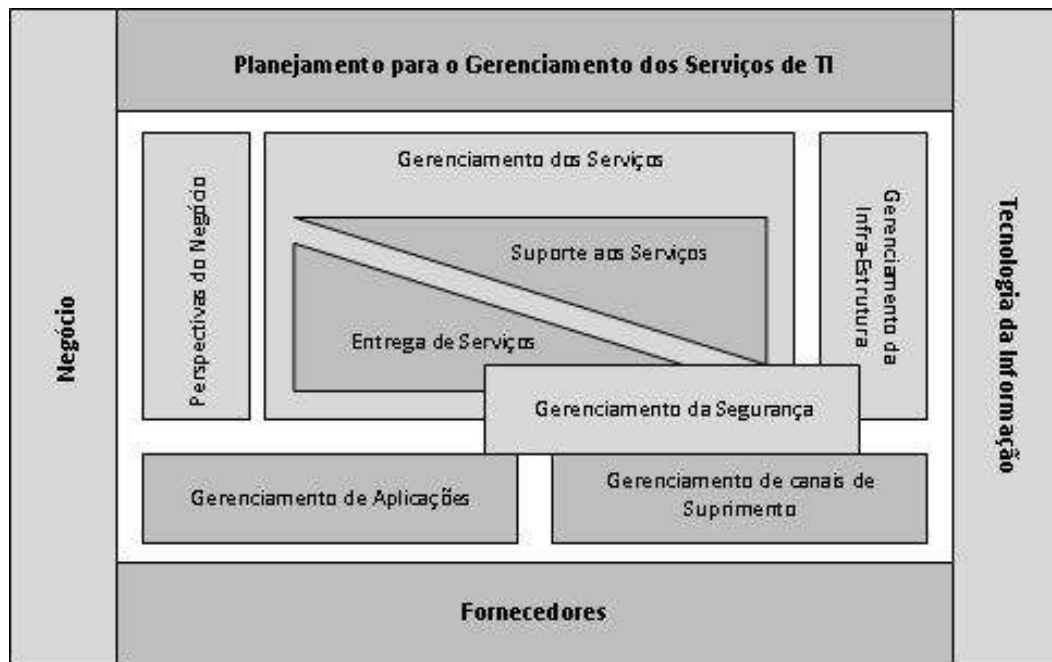 Planejamento para o Gerenciamento dos Serviços de TI
Negócio
Perspectivas do Negócio
Gerenciamento dos Serviços
Suporte aos Serviços
Entrega de Serviços
Gerenciamento da
Infra-Estrutura
Tecnologia da Informação
Gerenciamento da Segurança
Gerenciamento de Aplicações
Gerenciamento de canais de
Suprimento
Fornecedores